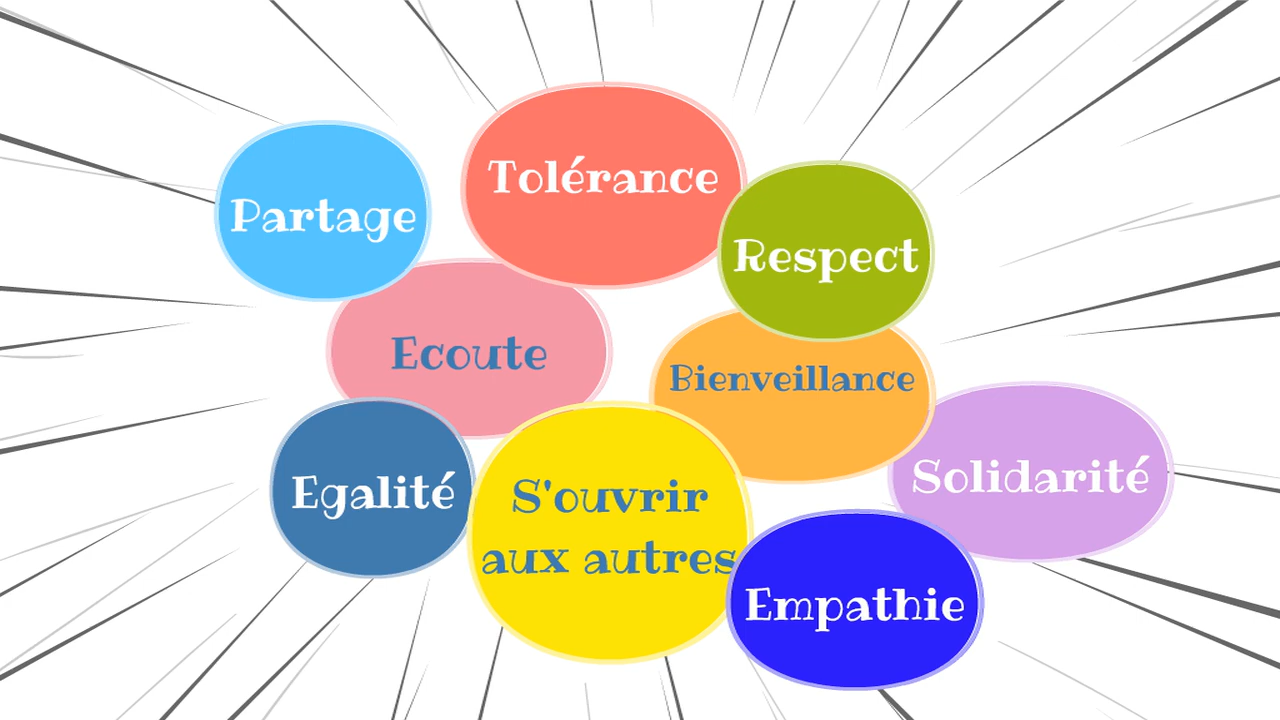 Tolérance
Partage
Respect
Ecoute
Bienveillance
Solidarité
Egalité
S'ouvrir
aux autres
Empathie